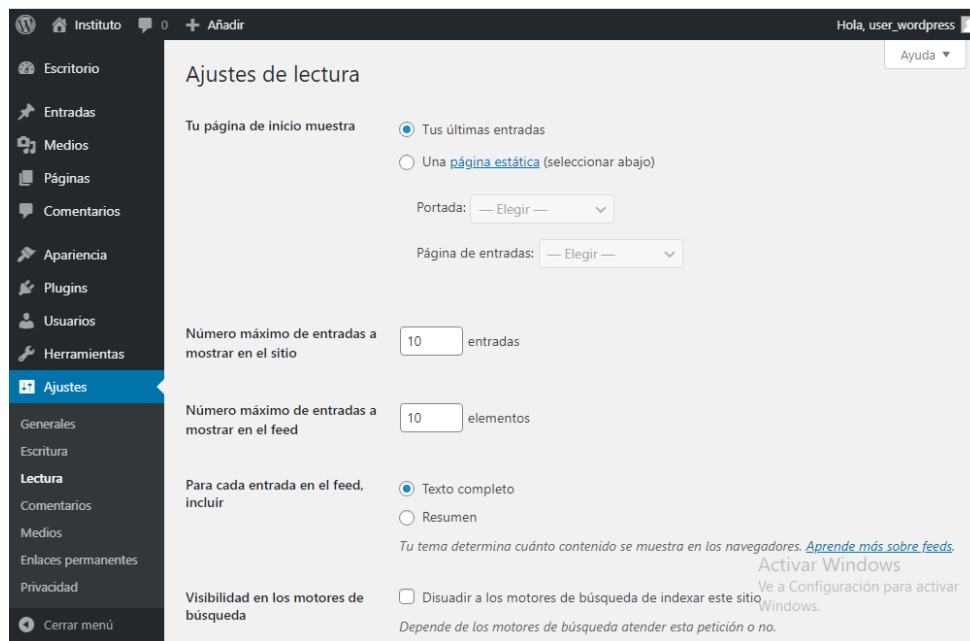 Instituto 0 Añadir Hola, user_wordpress
Ayuda
Escritorio
Entradas
Medios
Páginas
Comentarios
Apariencia
Plugins
Usuarios
Herramientas
Ajustes
Generales
Escritura
Lectura
Comentarios
Medios
Enlaces permanentes
Privacidad
Cerrar menú
Ajustes de lectura
Tu página de inicio muestra
Tus últimas entradas
Una página estática (seleccionar abajo)
Portada: — Elegir —
Página de entradas: — Elegir —
Número máximo de entradas a
mostrar en el sitio
10 entradas
Número máximo de entradas a
mostrar en el feed
10 elementos
Para cada entrada en el feed,
incluir
Texto completo
Resumen
Tu tema determina cuánto contenido se muestra en los navegadores. Aprende más sobre feeds.
Visibilidad en los motores de
búsqueda
Disuadir a los motores de búsqueda de indexar este sitio
Depende de los motores de búsqueda atender esta petición o no.
Activar Windows
Ve a Configuración para activar
Windows.